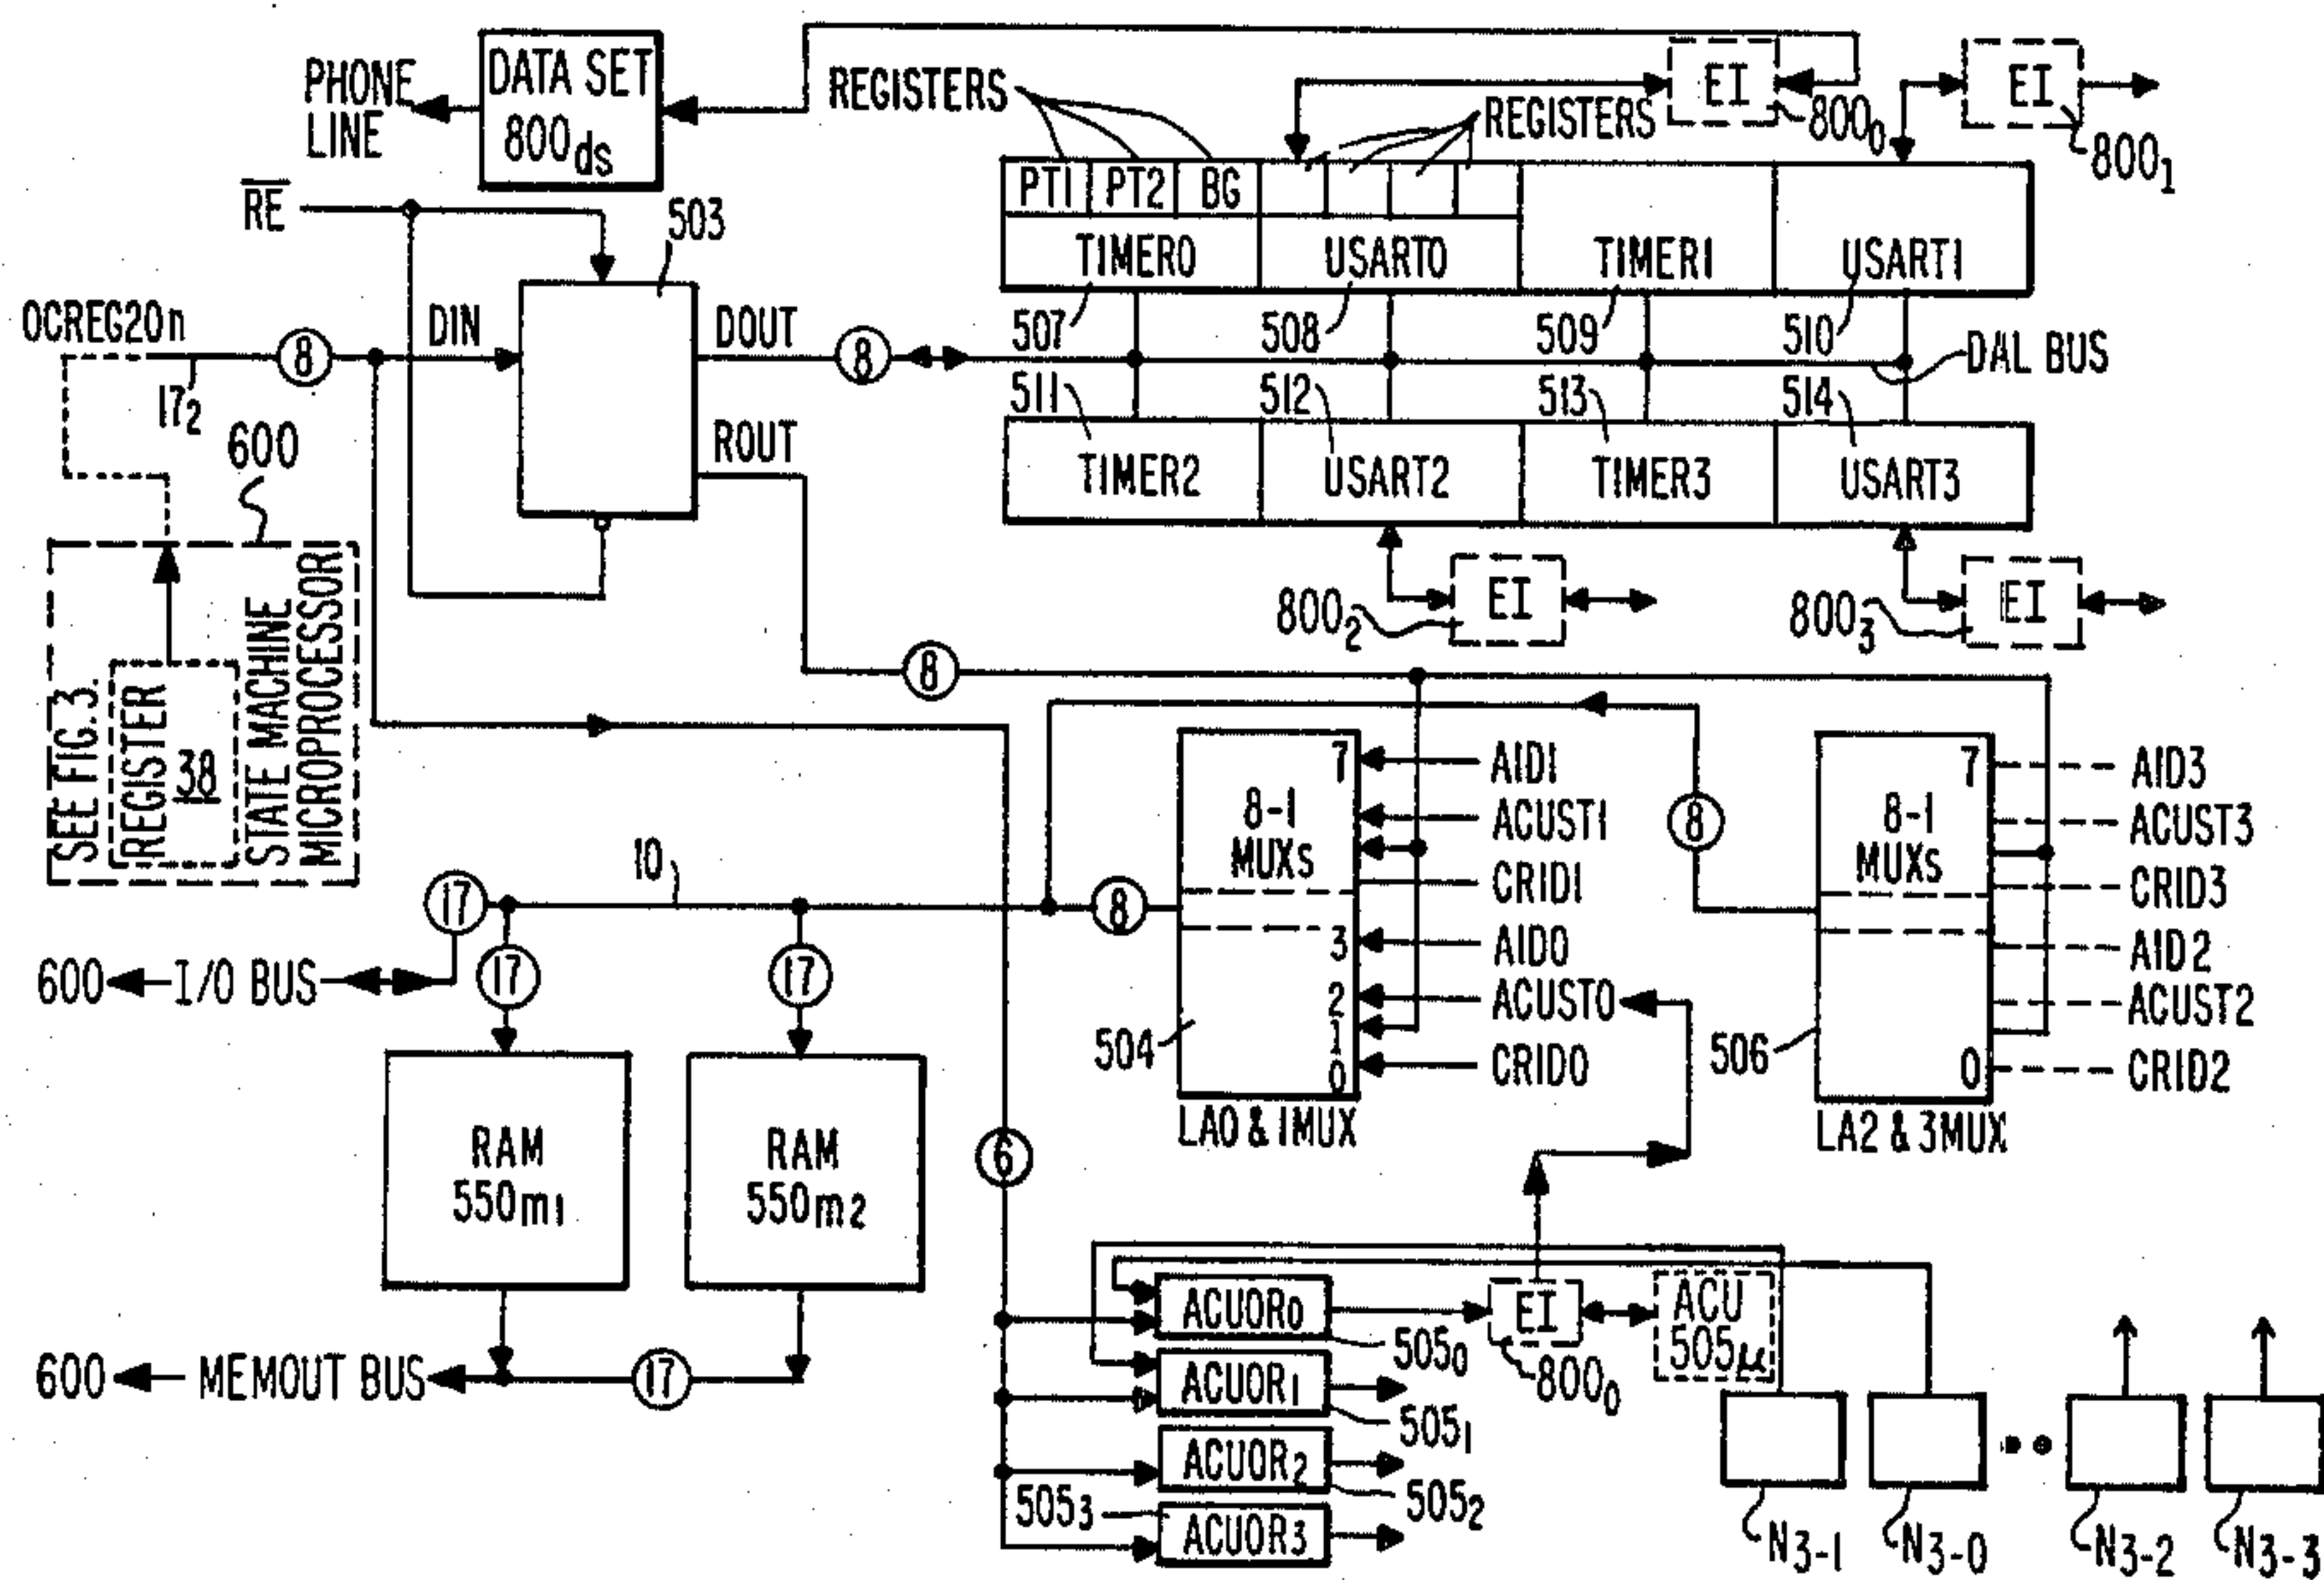 PHONE
LINE
DATA SET
800ds
REGISTERS
REGISTERS
EI
800₀
EI
800₁
RE
503
PT1 PT2 BG
TIMER0 USART0 TIMER1 USART1
OCREG20n
8
DIN
DOUT
8
507 508 509 510
DAL BUS
17₂
511 512 513 514
600
ROUT
TIMER2 USART2 TIMER3 USART3
EI
800₂
EI
800₃
SEE FIG. 3.
REGISTER
38
STATE MACHINE
MICROPROCESSOR
8
7
8-1
MUXs
3
2
1
0
504
LA0 & 1MUX
AID1
ACUST1
CRID1
AID0
ACUST0
CRID0
8
7
8-1
MUXs
0
506
LA2 & 3MUX
AID3
ACUST3
CRID3
AID2
ACUST2
CRID2
10
17
8
600 I/O BUS
17
17
RAM
550m1
RAM
550m2
6
600 MEMOUT BUS
17
ACUOR0
505₀
EI
800₀
ACU
505μ
ACUOR1
505₁
ACUOR2
505₂
505₃
ACUOR3
N3-1
N3-0
N3-2
N3-3